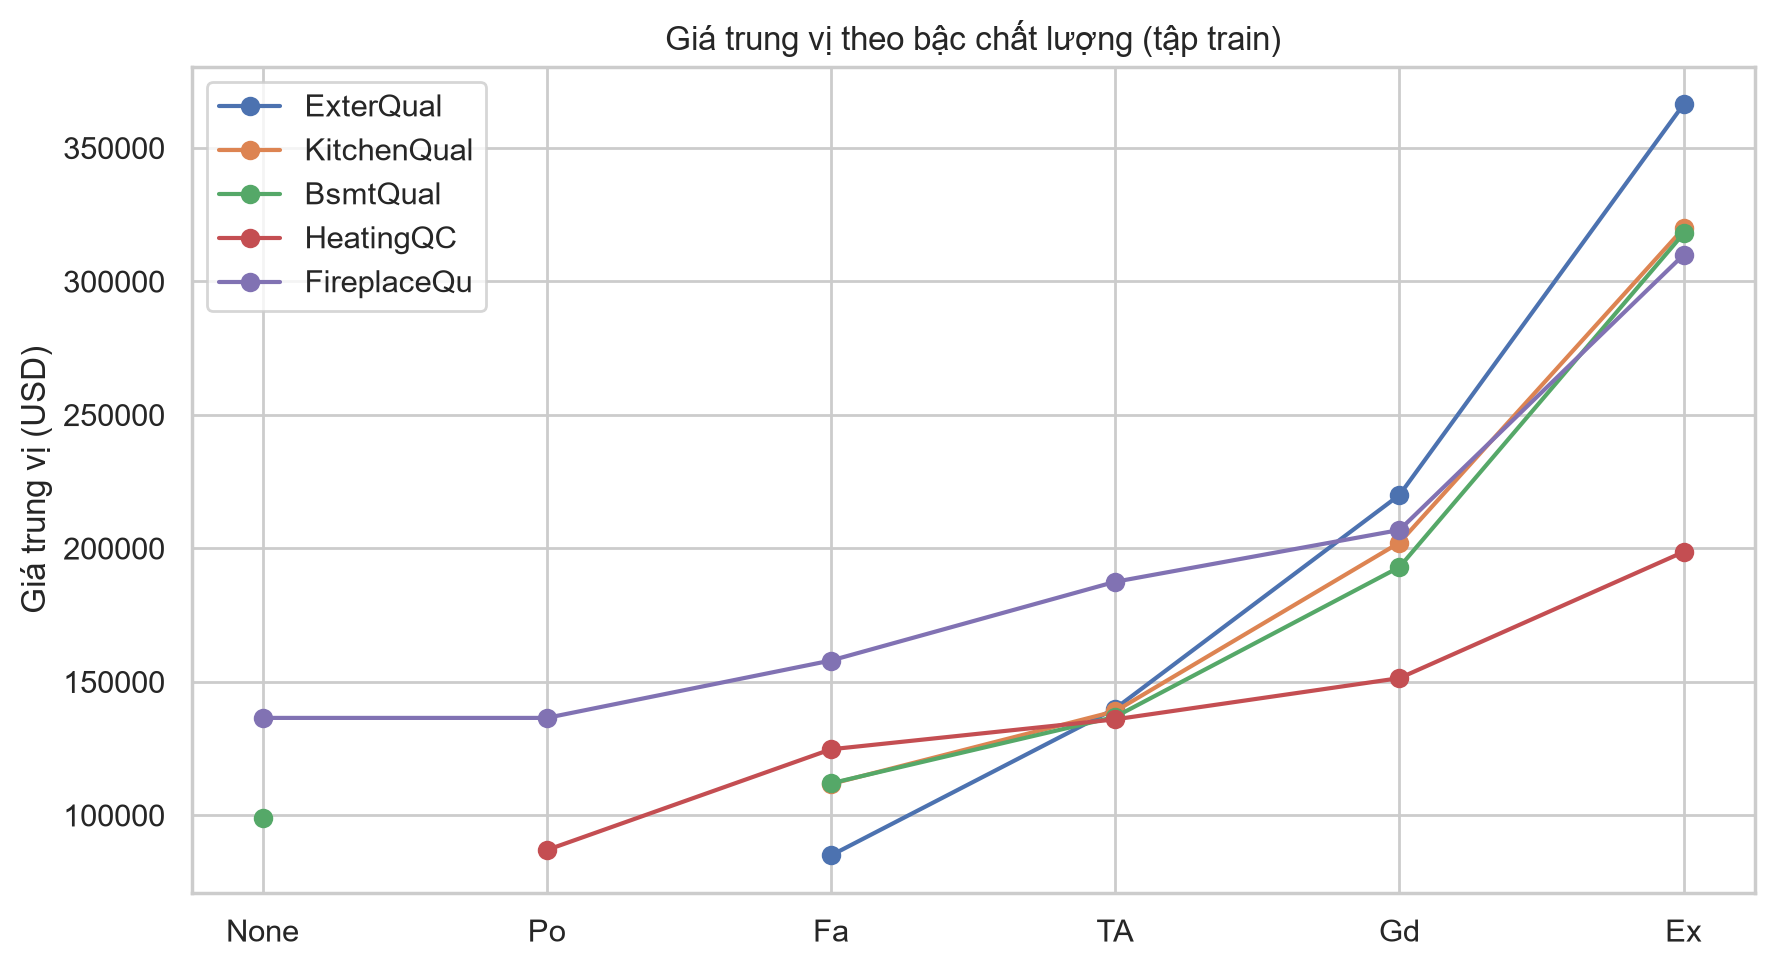 Giá trung vị theo bậc chất lượng (tập train)
ExterQual
KitchenQual
BsmtQual
HeatingQC
FireplaceQu
Giá trung vị (USD)
350000
300000
250000
200000
150000
100000
None Po Fa TA Gd Ex